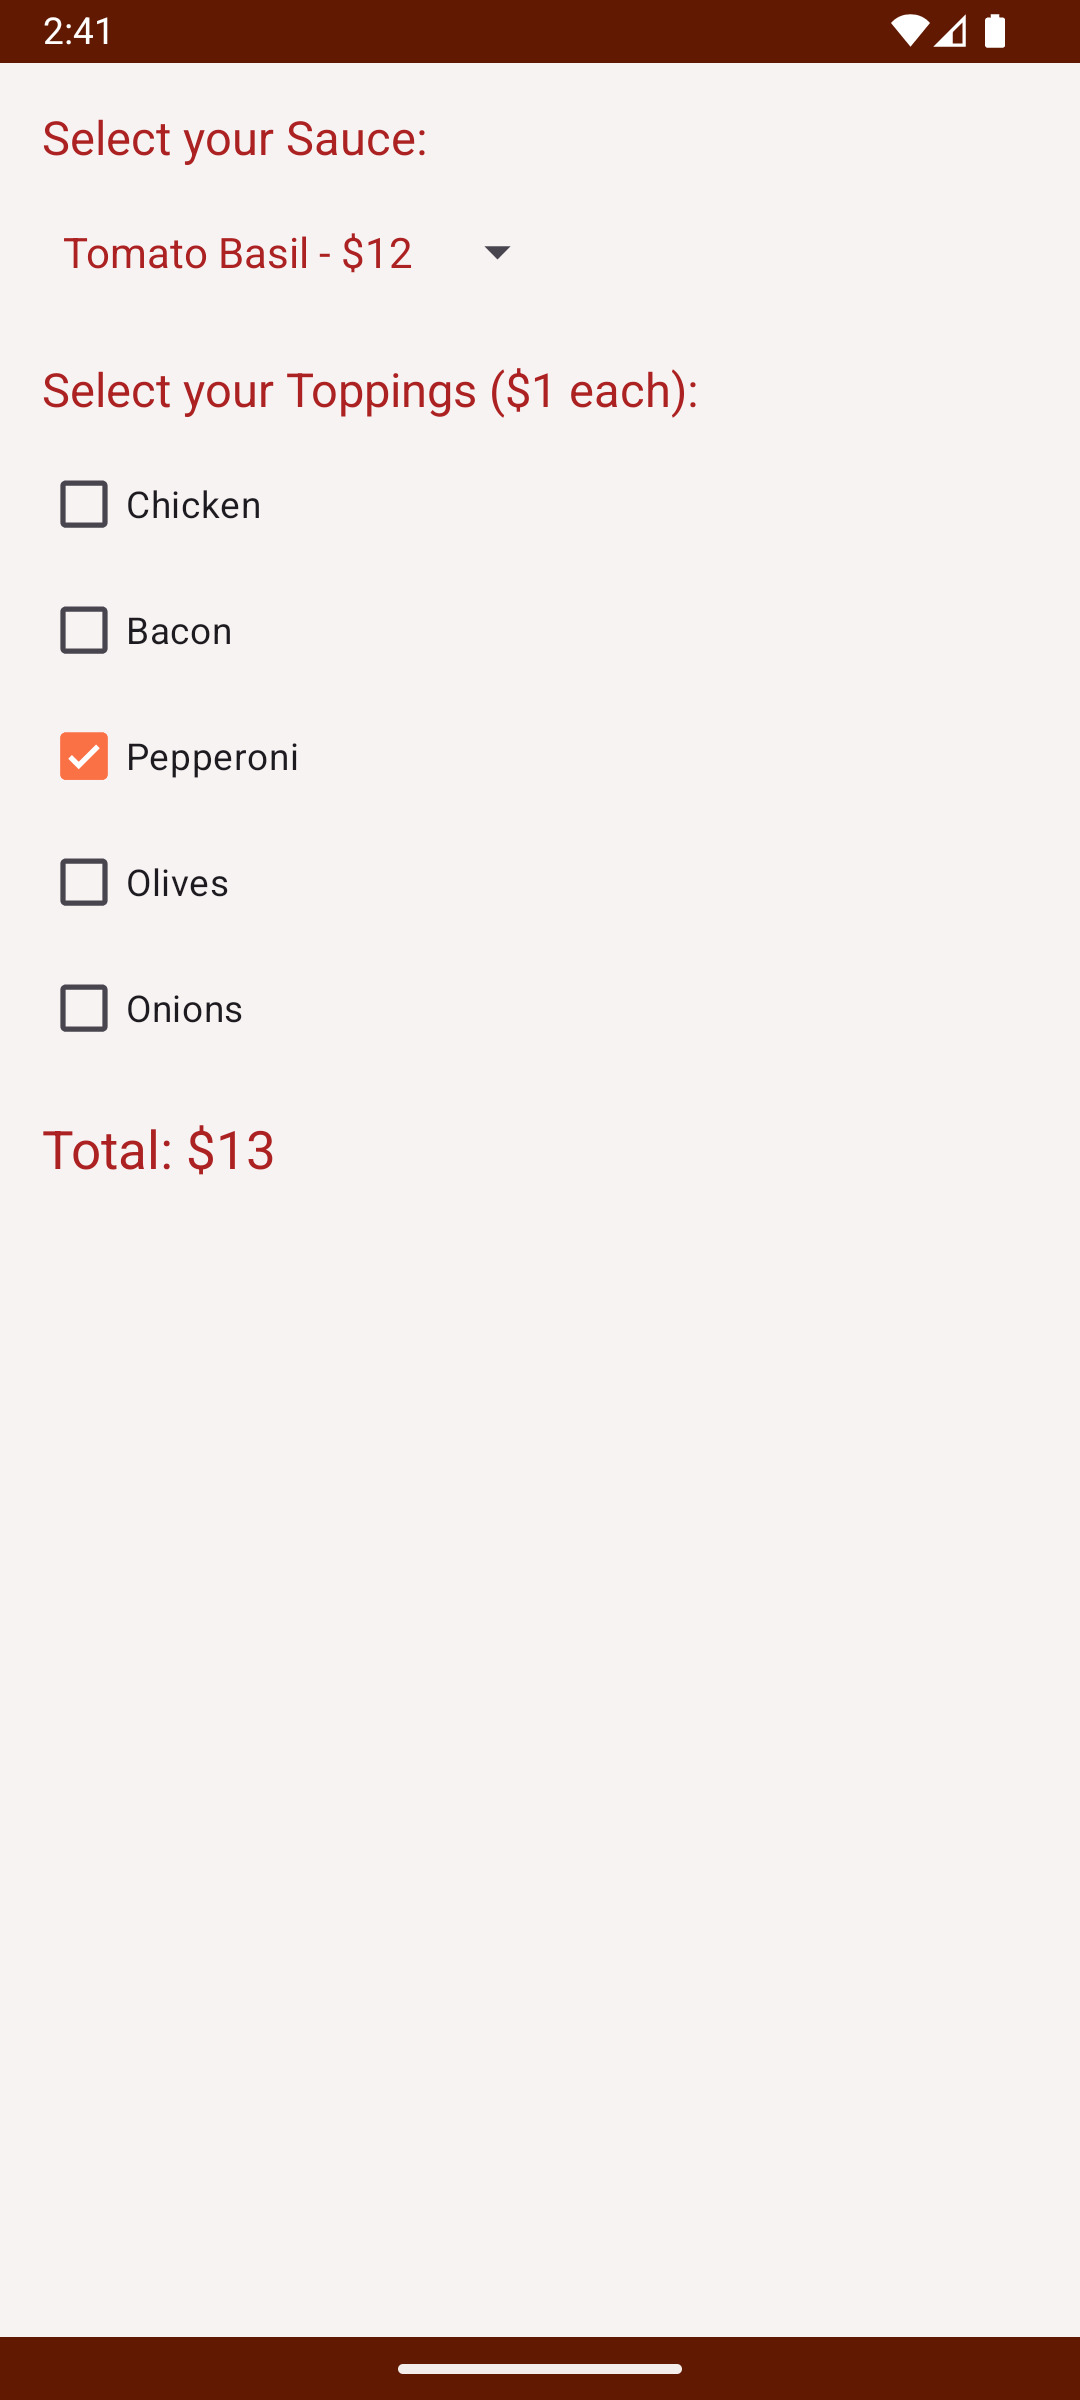 2:41
Select your Sauce:
Tomato Basil - $12
Select your Toppings ($1 each):
Chicken
Bacon
Pepperoni
Olives
Onions
Total: $13